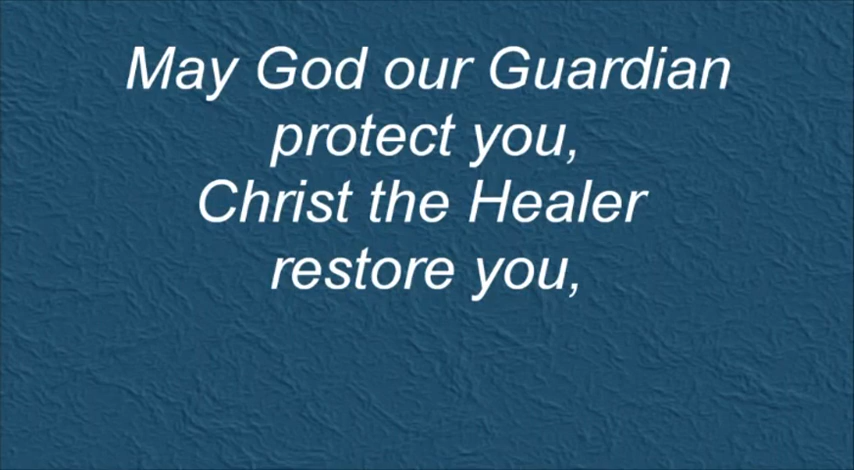 May God our Guardian
protect you,
Christ the Healer
restore you,